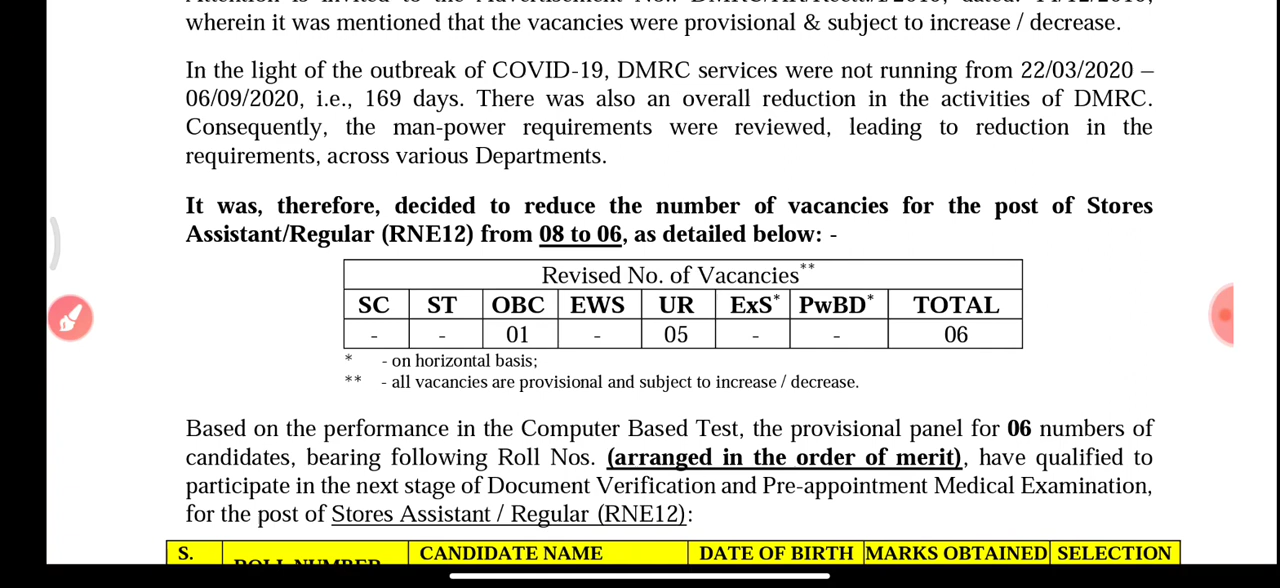 wherein it was mentioned that the vacancies were provisional & subject to increase / decrease.
In the light of the outbreak of COVID-19, DMRC services were not running from 22/03/2020 –
06/09/2020, i.e., 169 days. There was also an overall reduction in the activities of DMRC.
Consequently, the man-power requirements were reviewed, leading to reduction in the
requirements, across various Departments.
It was, therefore, decided to reduce the number of vacancies for the post of Stores
Assistant/Regular (RNE12) from 08 to 06, as detailed below: -
Revised No. of Vacancies**
SC ST OBC EWS UR ExS* PwBD* TOTAL
- - 01 - 05 - - 06
* - on horizontal basis;
** - all vacancies are provisional and subject to increase / decrease.
Based on the performance in the Computer Based Test, the provisional panel for 06 numbers of
candidates, bearing following Roll Nos. (arranged in the order of merit), have qualified to
participate in the next stage of Document Verification and Pre-appointment Medical Examination,
for the post of Stores Assistant / Regular (RNE12):
S. ROLL NUMBER CANDIDATE NAME DATE OF BIRTH MARKS OBTAINED SELECTION